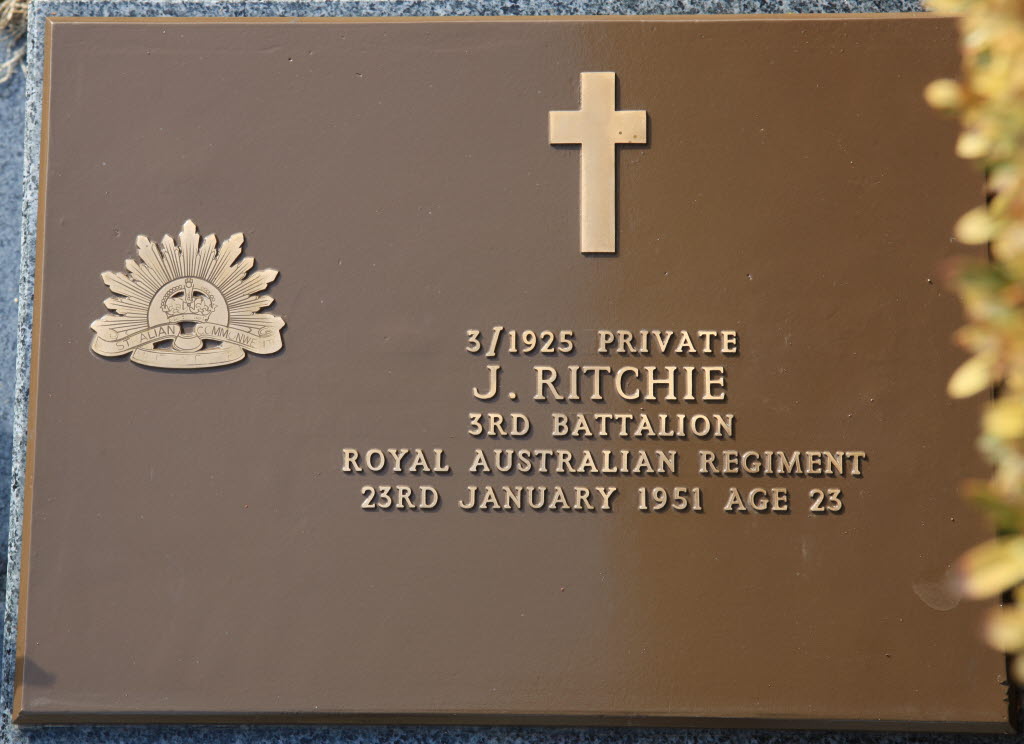 3/1925 PRIVATE
J. RITCHIE
3RD BATTALION
ROYAL AUSTRALIAN REGIMENT
23RD JANUARY 1951 AGE 23